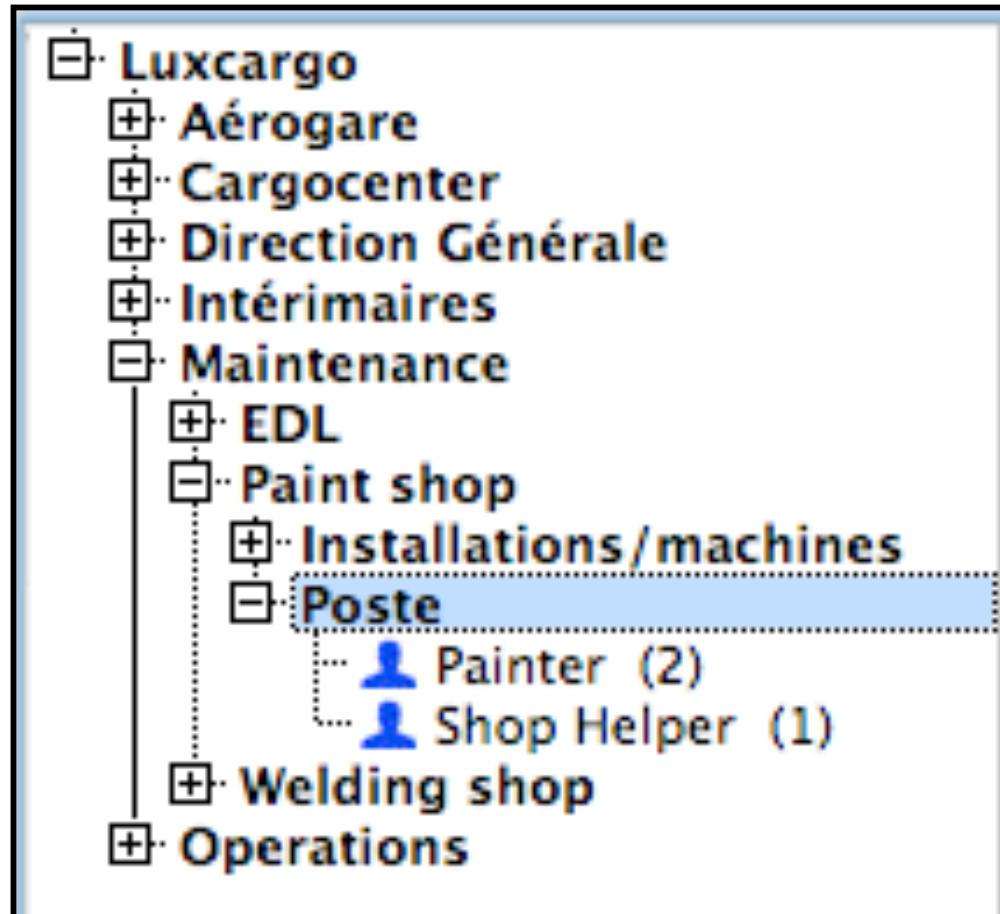 Luxcargo
Aérogare
Cargocenter
Direction Générale
Intérimaires
Maintenance
EDL
Paint shop
Installations/machines
Poste
Painter (2)
Shop Helper (1)
Welding shop
Operations